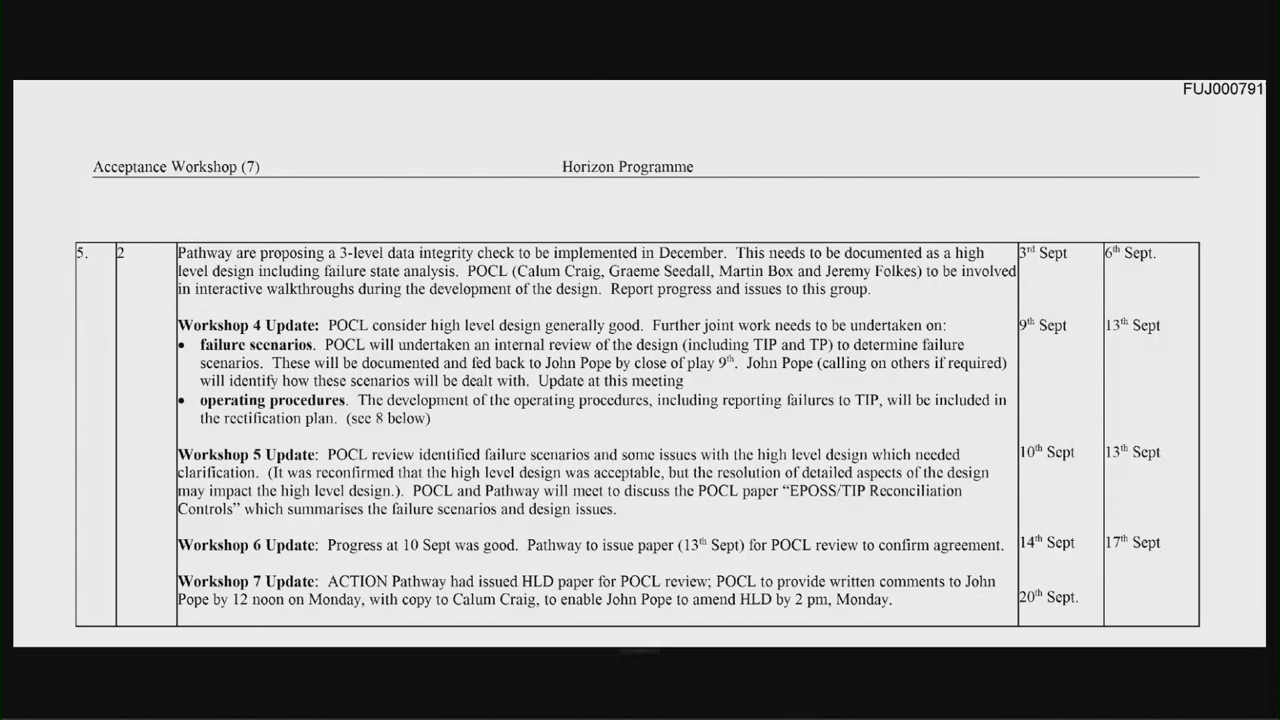 FUJ000791
Acceptance Workshop (7) Horizon Programme
5. 2 Pathway are proposing a 3-level data integrity check to be implemented in December. This needs to be documented as a high 3rd Sept 6th Sept.
level design including failure state analysis. POCL (Calum Craig, Graeme Seedall, Martin Box and Jeremy Folkes) to be involved
in interactive walkthroughs during the development of the design. Report progress and issues to this group.
Workshop 4 Update: POCL consider high level design generally good. Further joint work needs to be undertaken on: 9th Sept 13th Sept
• failure scenarios. POCL will undertaken an internal review of the design (including TIP and TP) to determine failure
scenarios. These will be documented and fed back to John Pope by close of play 9th. John Pope (calling on others if required)
will identify how these scenarios will be dealt with. Update at this meeting
• operating procedures. The development of the operating procedures, including reporting failures to TIP, will be included in
the rectification plan. (see 8 below)
Workshop 5 Update: POCL review identified failure scenarios and some issues with the high level design which needed 10th Sept 13th Sept
clarification. (It was reconfirmed that the high level design was acceptable, but the resolution of detailed aspects of the design
may impact the high level design.). POCL and Pathway will meet to discuss the POCL paper “EPOSS/TIP Reconciliation
Controls” which summarises the failure scenarios and design issues.
Workshop 6 Update: Progress at 10 Sept was good. Pathway to issue paper (13th Sept) for POCL review to confirm agreement. 14th Sept 17th Sept
Workshop 7 Update: ACTION Pathway had issued HLD paper for POCL review; POCL to provide written comments to John
Pope by 12 noon on Monday, with copy to Calum Craig, to enable John Pope to amend HLD by 2 pm, Monday. 20th Sept.